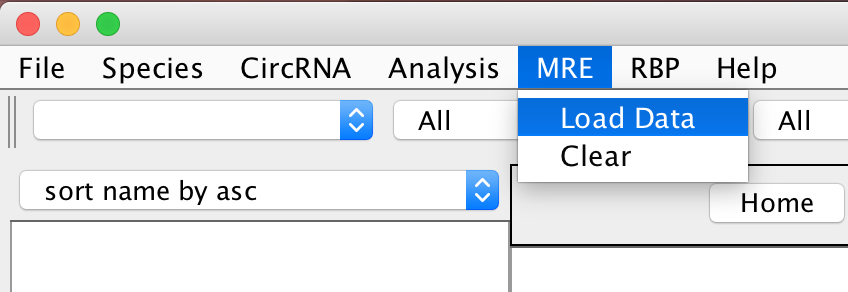 File Species CircRNA Analysis MRE RBP Help
All Load Data All
Clear
sort name by asc
Home